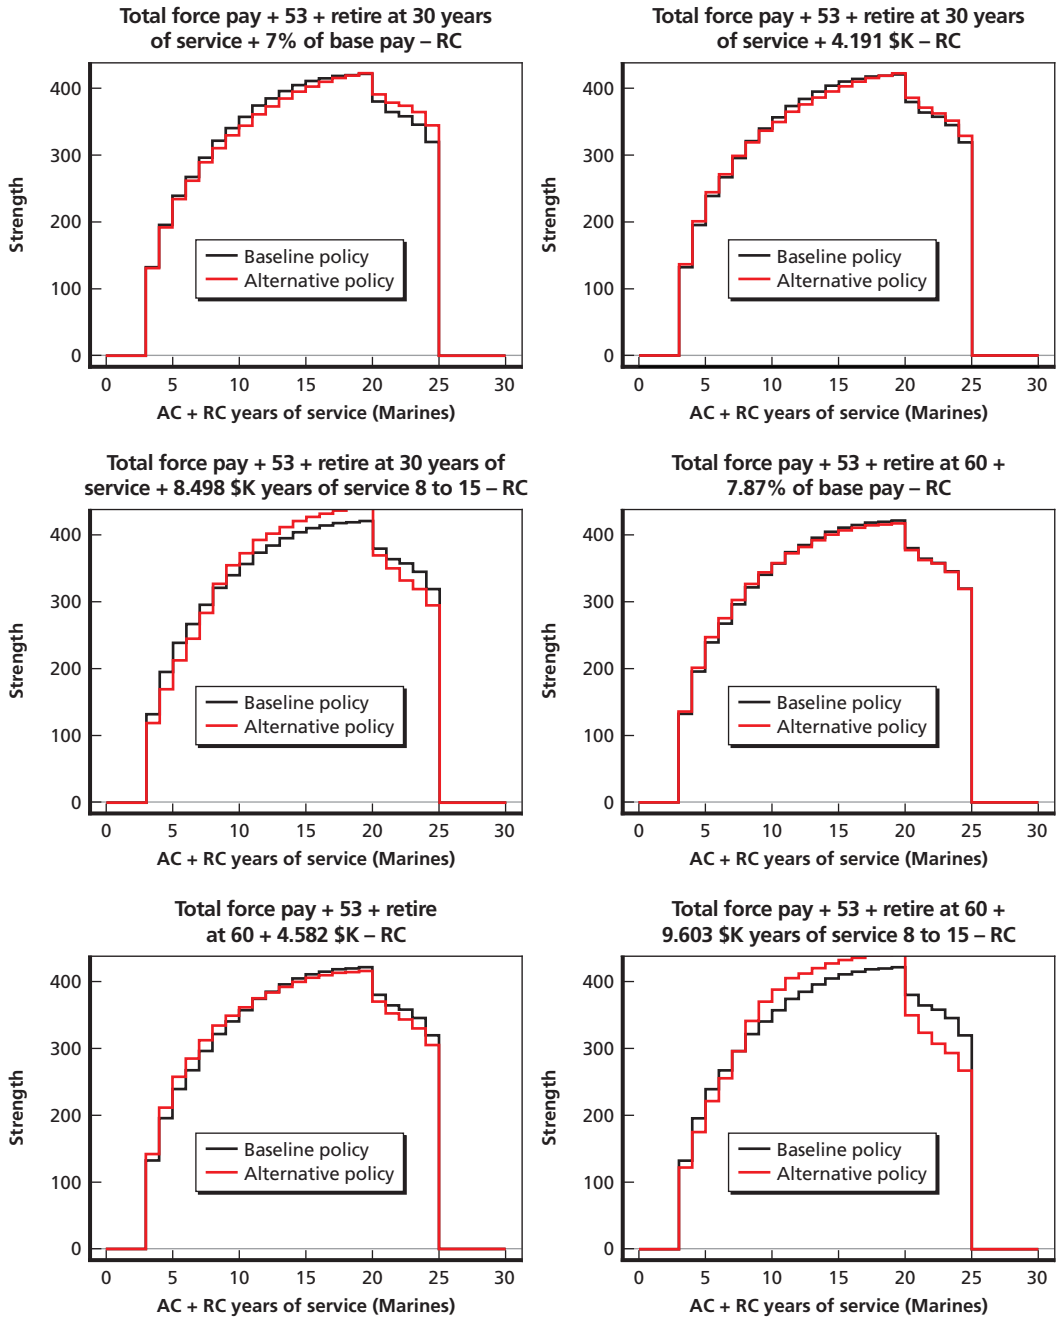 Total force pay + 53 + retire at 30 years
of service + 7% of base pay – RC
400
300
200
100
0
Strength
Baseline policy
Alternative policy
0 5 10 15 20 25 30
AC + RC years of service (Marines)
Total force pay + 53 + retire at 30 years
of service + 4.191 $K – RC
400
300
200
100
0
Strength
Baseline policy
Alternative policy
0 5 10 15 20 25 30
AC + RC years of service (Marines)
Total force pay + 53 + retire at 30 years of
service + 8.498 $K years of service 8 to 15 – RC
400
300
200
100
0
Strength
Baseline policy
Alternative policy
0 5 10 15 20 25 30
AC + RC years of service (Marines)
Total force pay + 53 + retire at 60 +
7.87% of base pay – RC
400
300
200
100
0
Strength
Baseline policy
Alternative policy
0 5 10 15 20 25 30
AC + RC years of service (Marines)
Total force pay + 53 + retire
at 60 + 4.582 $K – RC
400
300
200
100
0
Strength
Baseline policy
Alternative policy
0 5 10 15 20 25 30
AC + RC years of service (Marines)
Total force pay + 53 + retire at 60 +
9.603 $K years of service 8 to 15 – RC
400
300
200
100
0
Strength
Baseline policy
Alternative policy
0 5 10 15 20 25 30
AC + RC years of service (Marines)